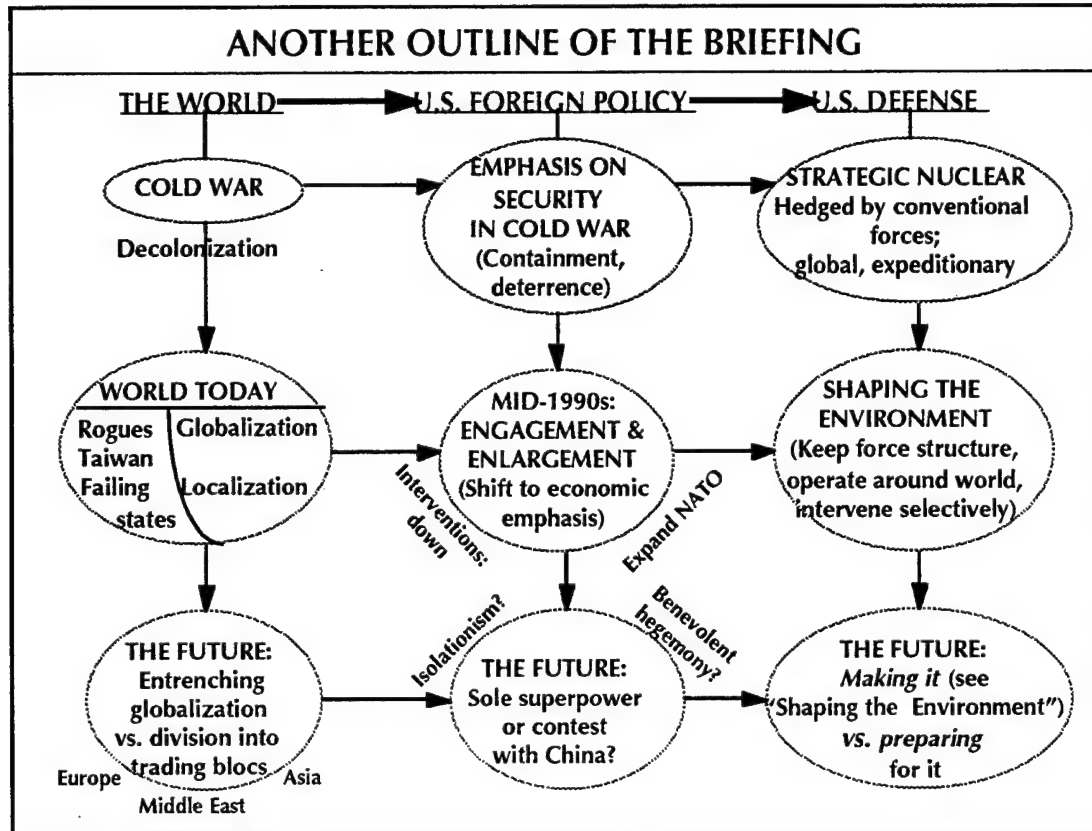 ANOTHER OUTLINE OF THE BRIEFING
THE WORLD
U.S. FOREIGN POLICY
U.S. DEFENSE
COLD WAR
EMPHASIS ON
SECURITY
IN COLD WAR
(Containment,
deterrence)
STRATEGIC NUCLEAR
Hedged by conventional
forces;
global, expeditionary
Decolonization
WORLD TODAY
Rogues
Taiwan
Failing
states
Globalization
Localization
MID-1990s:
ENGAGEMENT &
ENLARGEMENT
(Shift to economic
emphasis)
SHAPING THE
ENVIRONMENT
(Keep force structure,
operate around world,
intervene selectively)
Interventions:
down
Expand NATO
Isolationism?
Benevolent
hegemony?
THE FUTURE:
Entrenching
globalization
vs. division into
trading blocs
Europe
Asia
Middle East
THE FUTURE:
Sole superpower
or contest
with China?
THE FUTURE:
Making it (see
"Shaping the Environment")
vs. preparing
for it